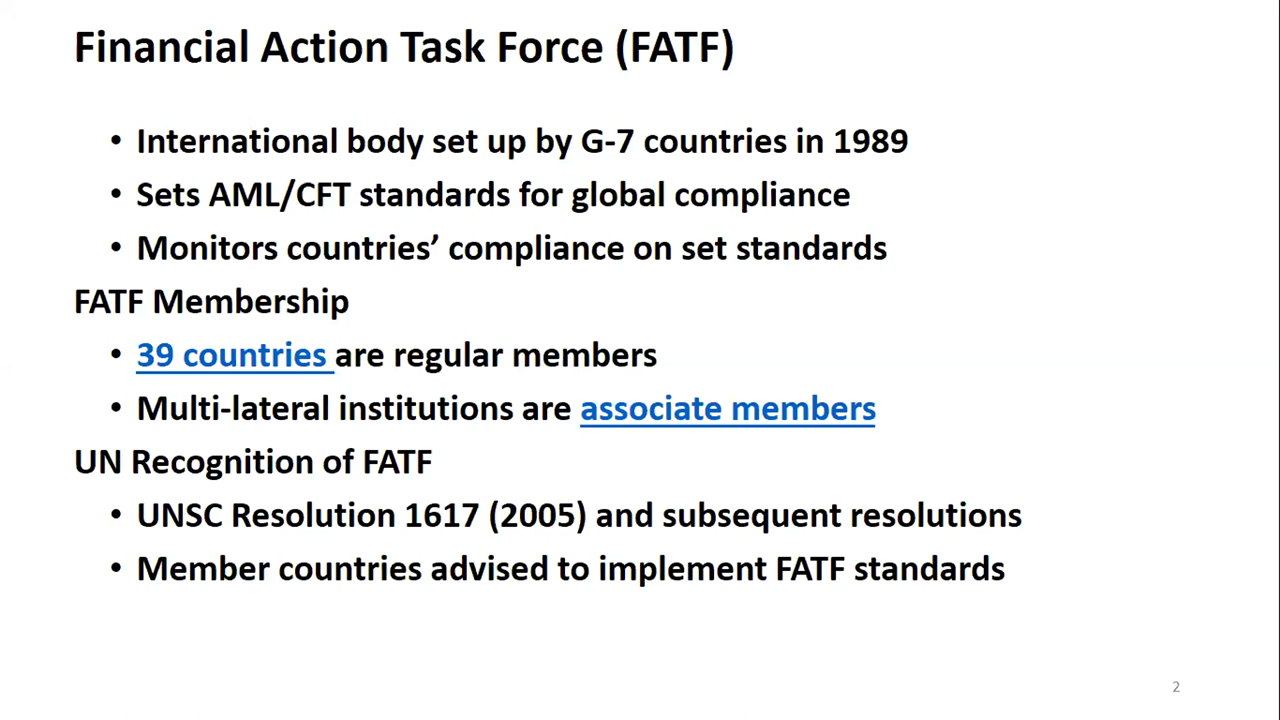 Financial Action Task Force (FATF)
• International body set up by G-7 countries in 1989
• Sets AML/CFT standards for global compliance
• Monitors countries’ compliance on set standards
FATF Membership
• 39 countries are regular members
• Multi-lateral institutions are associate members
UN Recognition of FATF
• UNSC Resolution 1617 (2005) and subsequent resolutions
• Member countries advised to implement FATF standards
2